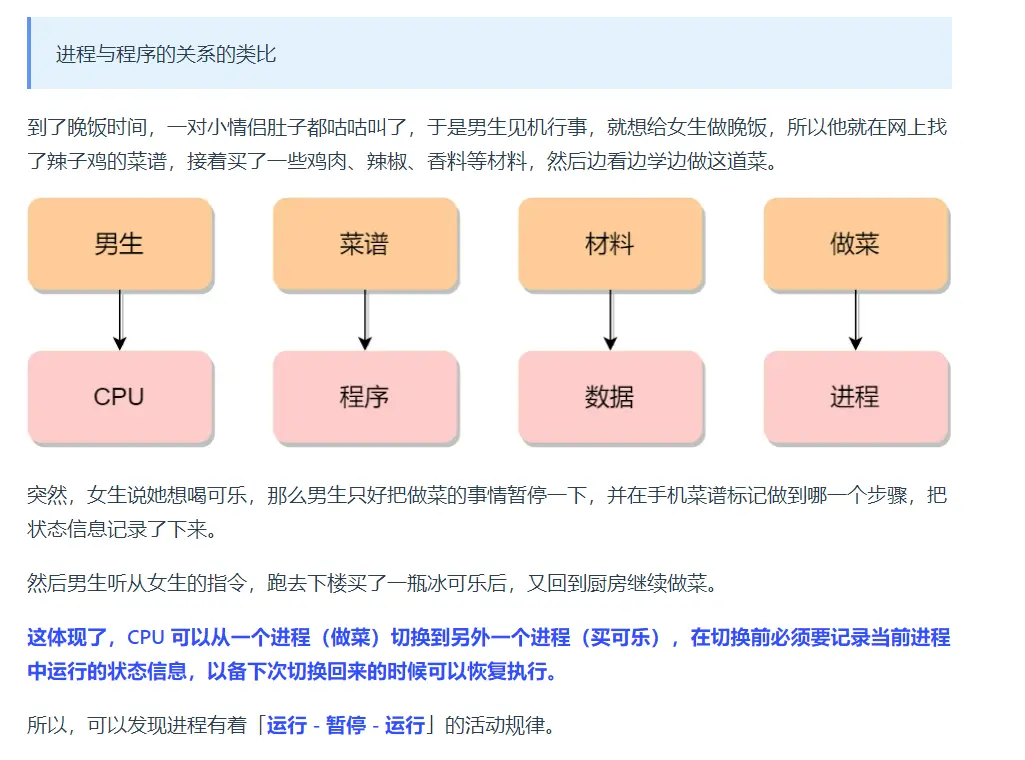 进程与程序的关系的类比
到了晚饭时间，一对小情侣肚子都咕咕叫了，于是男生见机行事，就想给女生做晚饭，所以他就在网上找
了辣子鸡的菜谱，接着买了一些鸡肉、辣椒、香料等材料，然后边看边学边做这道菜。
男生 菜谱 材料 做菜
CPU 程序 数据 进程
突然，女生说她想喝可乐，那么男生只好把做菜的事情暂停一下，并在手机菜谱标记做到哪一个步骤，把
状态信息记录了下来。
然后男生听从女生的指令，跑去下楼买了一瓶冰可乐后，又回到厨房继续做菜。
这体现了，CPU 可以从一个进程（做菜）切换到另外一个进程（买可乐），在切换前必须要记录当前进程
中运行的状态信息，以备下次切换回来的时候可以恢复执行。
所以，可以发现进程有着「运行 - 暂停 - 运行」的活动规律。